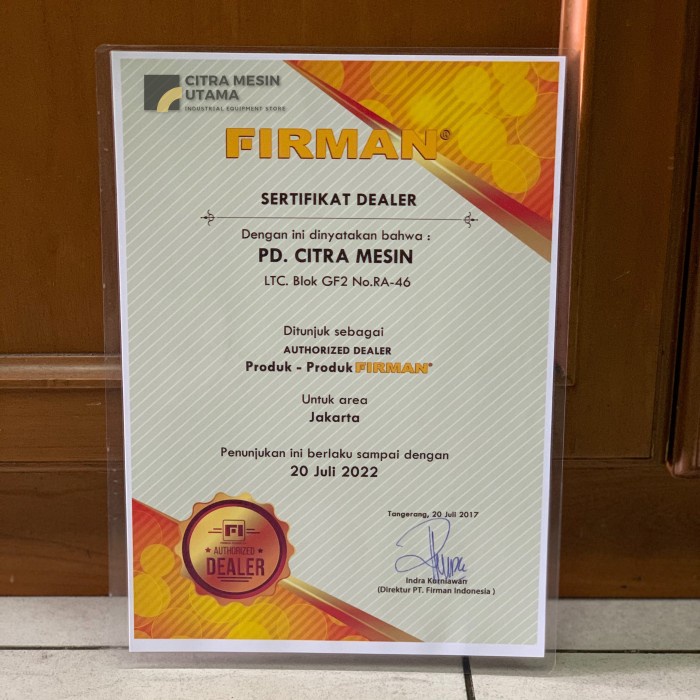 CITRA MESIN
UTAMA
INDUSTRIAL EQUIPMENT STORE
FIRMAN®
SERTIFIKAT DEALER
Dengan ini dinyatakan bahwa :
PD. CITRA MESIN
LTC. Blok GF2 No.RA-46
Ditunjuk sebagai
AUTHORIZED DEALER
Produk - Produk FIRMAN®
Untuk area
Jakarta
Penunjukan ini berlaku sampai dengan
20 Juli 2022
Tangerang, 20 Juli 2017
Indra Kurniawan
(Direktur PT. Firman Indonesia )
FI
AUTHORIZED
DEALER